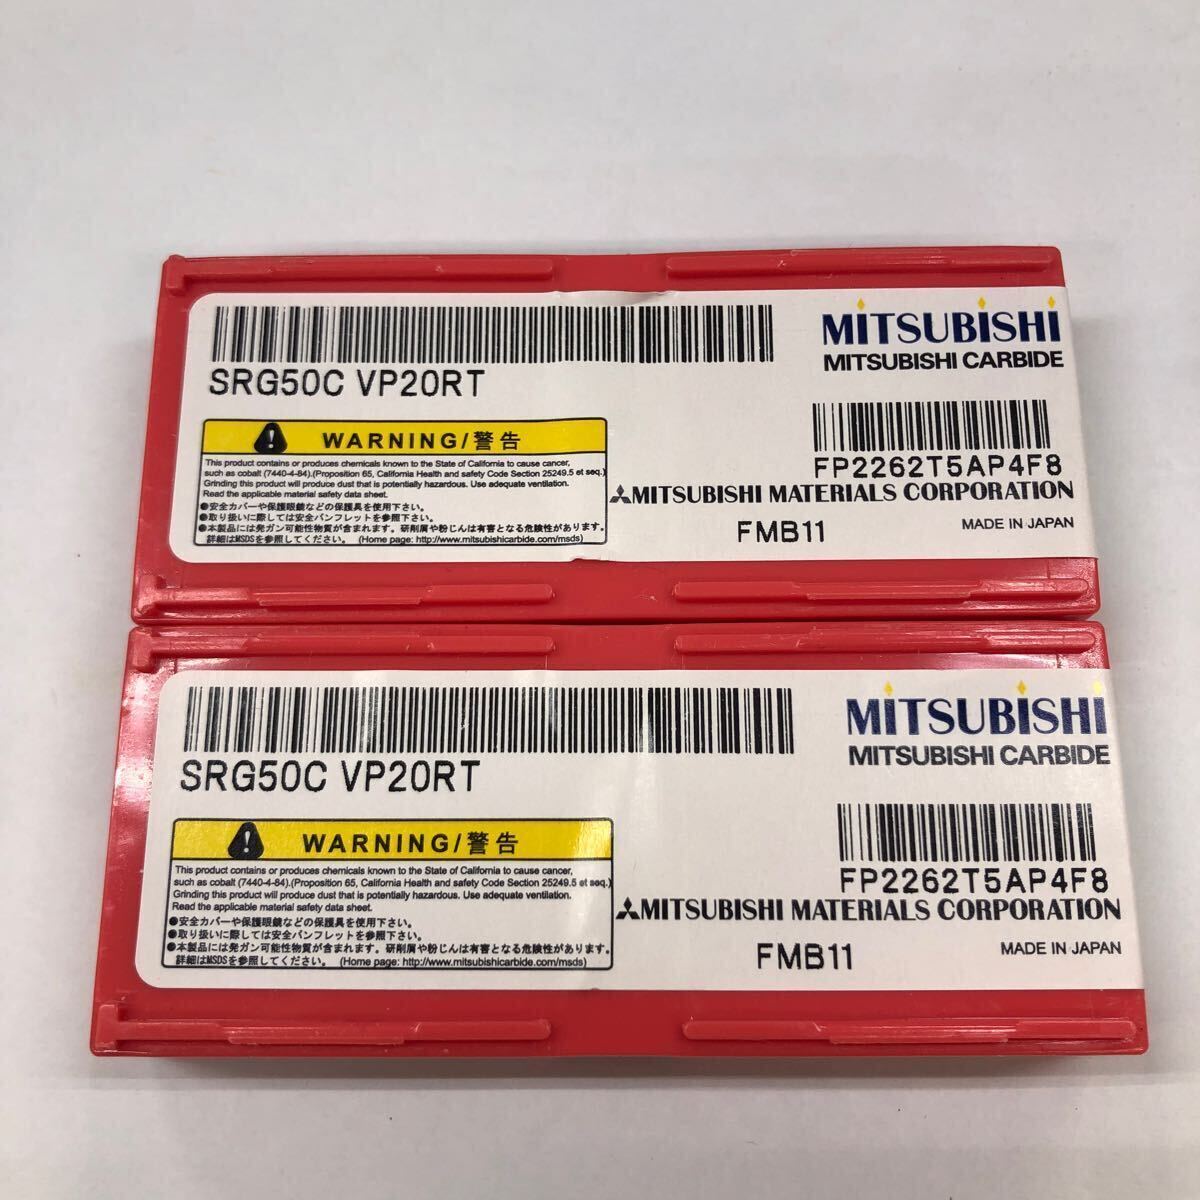 MITSUBISHI
SRG50C VP20RT
MITSUBISHI CARBIDE
WARNING/警告
This product contains or produces chemicals known to the State of California to cause cancer,
such as cobalt (7440-4-84).(Proposition 65, California Health and safety Code Section 25249.5 et seq.)
Grinding this product will produce dust that is potentially hazardous. Use adequate ventilation.
Read the applicable material safety data sheet.
●安全カバーや保護眼鏡などの保護具を使用下さい。
●取り扱いに際しては安全パンフレットを参照下さい。
●本製品には発ガン可能性物質が含まれます。研削屑や粉じんは有害となる危険性があります。
詳細はMSDSを参照してください。 (Home page: http://www.mitsubishicarbide.com/msds)
FP2262T5AP4F8
MITSUBISHI MATERIALS CORPORATION
FMB11
MADE IN JAPAN
MITSUBISHI
SRG50C VP20RT
MITSUBISHI CARBIDE
WARNING/警告
This product contains or produces chemicals known to the State of California to cause cancer,
such as cobalt (7440-4-84).(Proposition 65, California Health and safety Code Section 25249.5 et seq.)
Grinding this product will produce dust that is potentially hazardous. Use adequate ventilation.
Read the applicable material safety data sheet.
●安全カバーや保護眼鏡などの保護具を使用下さい。
●取り扱いに際しては安全パンフレットを参照下さい。
●本製品には発ガン可能性物質が含まれます。研削屑や粉じんは有害となる危険性があります。
詳細はMSDSを参照してください。 (Home page: http://www.mitsubishicarbide.com/msds)
FP2262T5AP4F8
MITSUBISHI MATERIALS CORPORATION
FMB11
MADE IN JAPAN